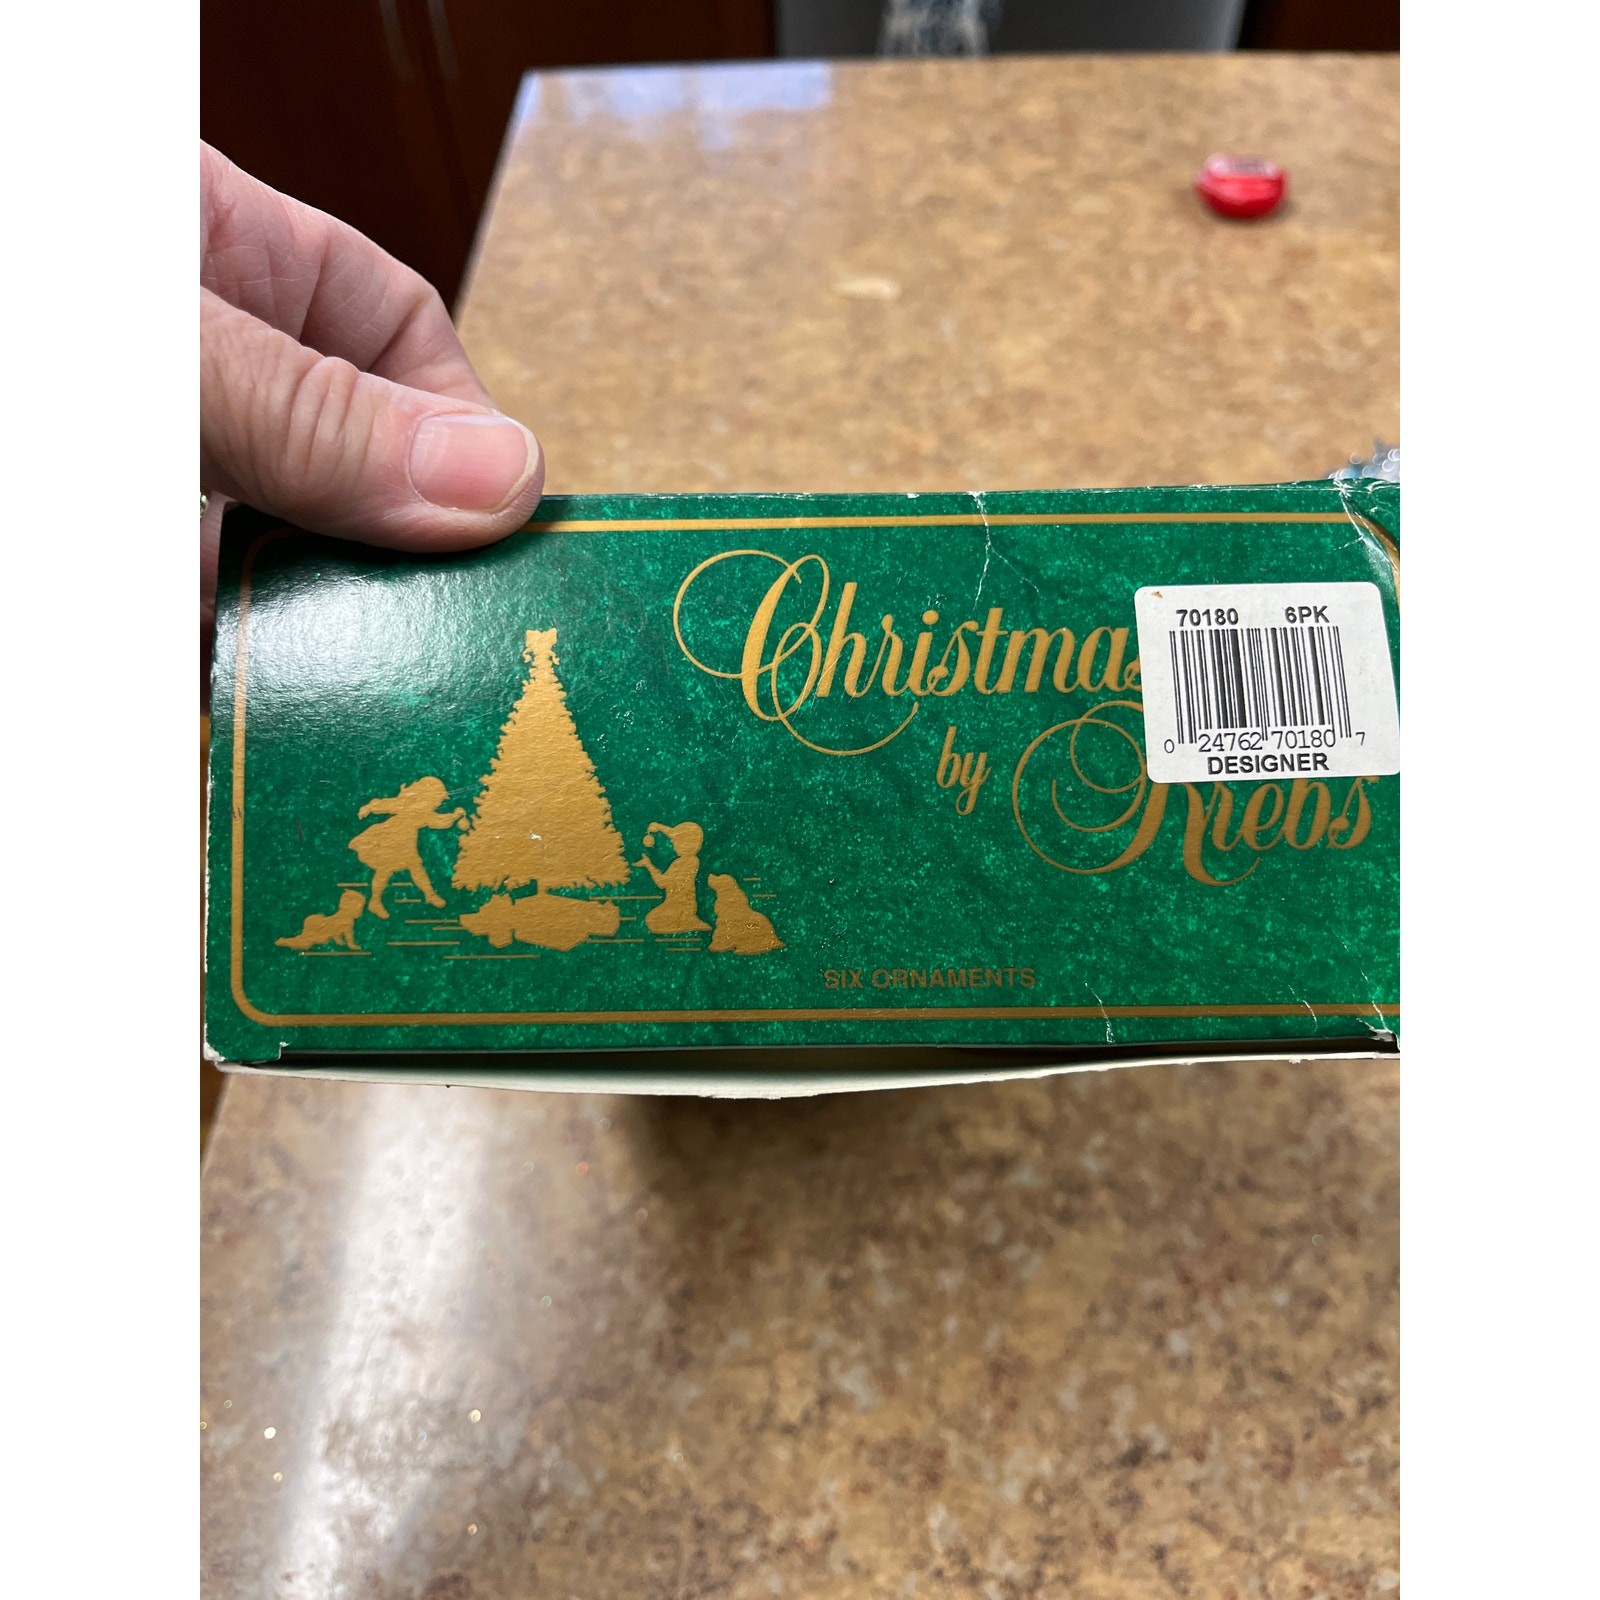 Christmas
by
Krebs
70180 6PK
0 24762 70180 7
DESIGNER
SIX ORNAMENTS